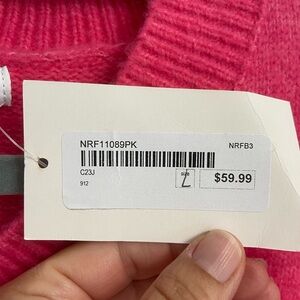 NRF11089PK NRFB3
C23J
912
SIZE
L
$59.99